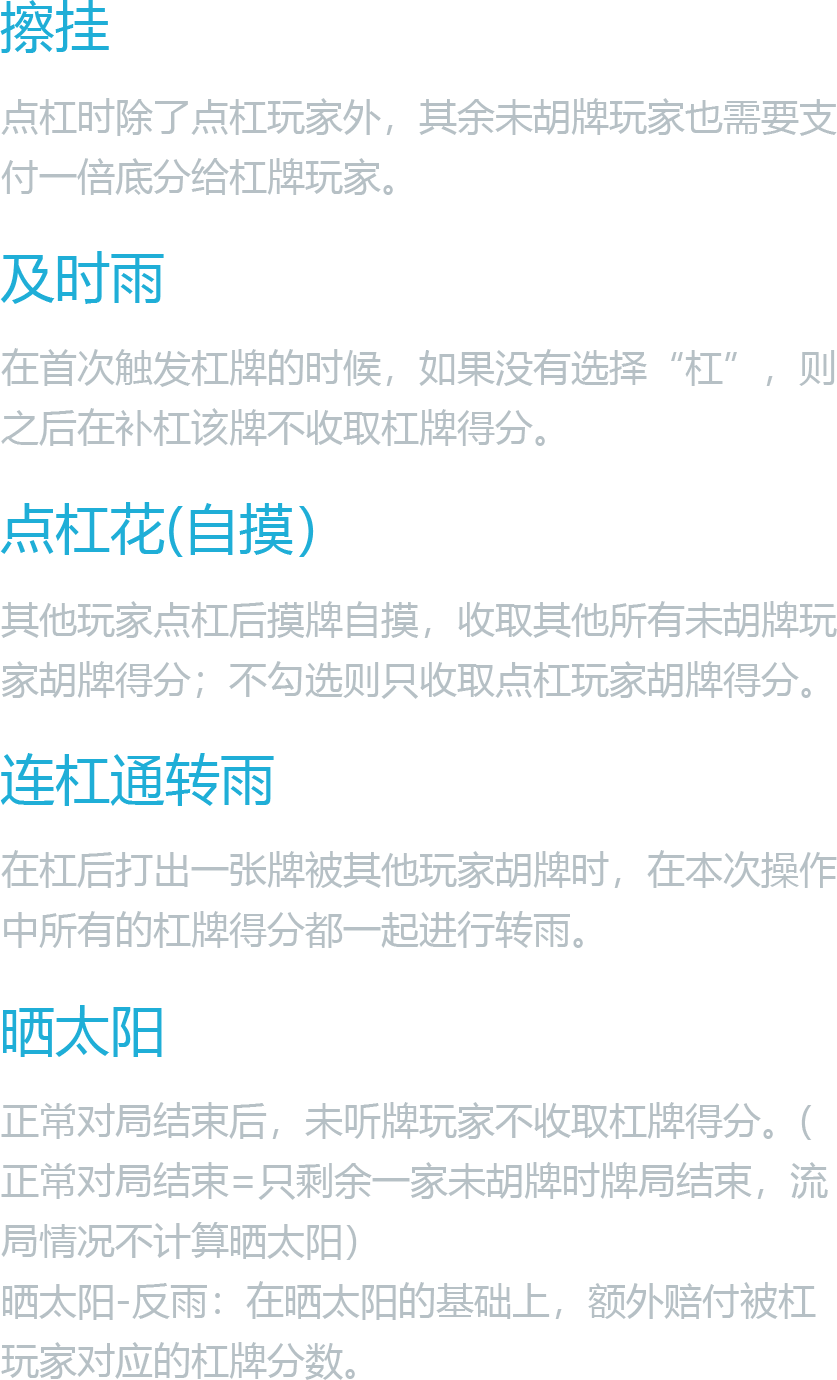 擦挂
点杠时除了点杠玩家外，其余未胡牌玩家也需要支
付一倍底分给杠牌玩家。
及时雨
在首次触发杠牌的时候，如果没有选择“杠”，则
之后在补杠该牌不收取杠牌得分。
点杠花(自摸）
其他玩家点杠后摸牌自摸，收取其他所有未胡牌玩
家胡牌得分；不勾选则只收取点杠玩家胡牌得分。
连杠通转雨
在杠后打出一张牌被其他玩家胡牌时，在本次操作
中所有的杠牌得分都一起进行转雨。
晒太阳
正常对局结束后，未听牌玩家不收取杠牌得分。（
正常对局结束=只剩余一家未胡牌时牌局结束，流
局情况不计算晒太阳）
晒太阳-反雨：在晒太阳的基础上，额外赔付被杠
玩家对应的杠牌分数。